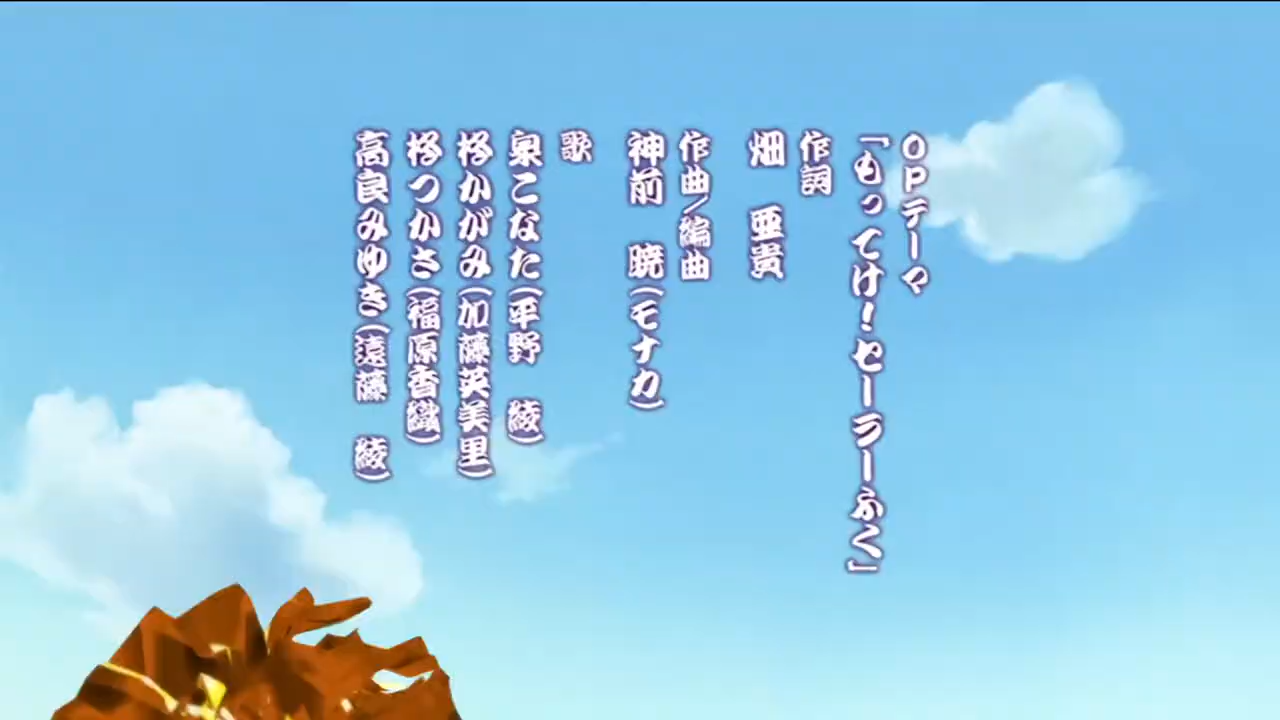 OPテーマ
「もってけ!セーラーふく」
作詞
畑 亜貴
作曲/編曲
神前 暁(モナカ)
歌
泉こなた(平野 綾)
柊かがみ(加藤英美里)
柊つかさ(福原香織)
高良みゆき(遠藤 綾)